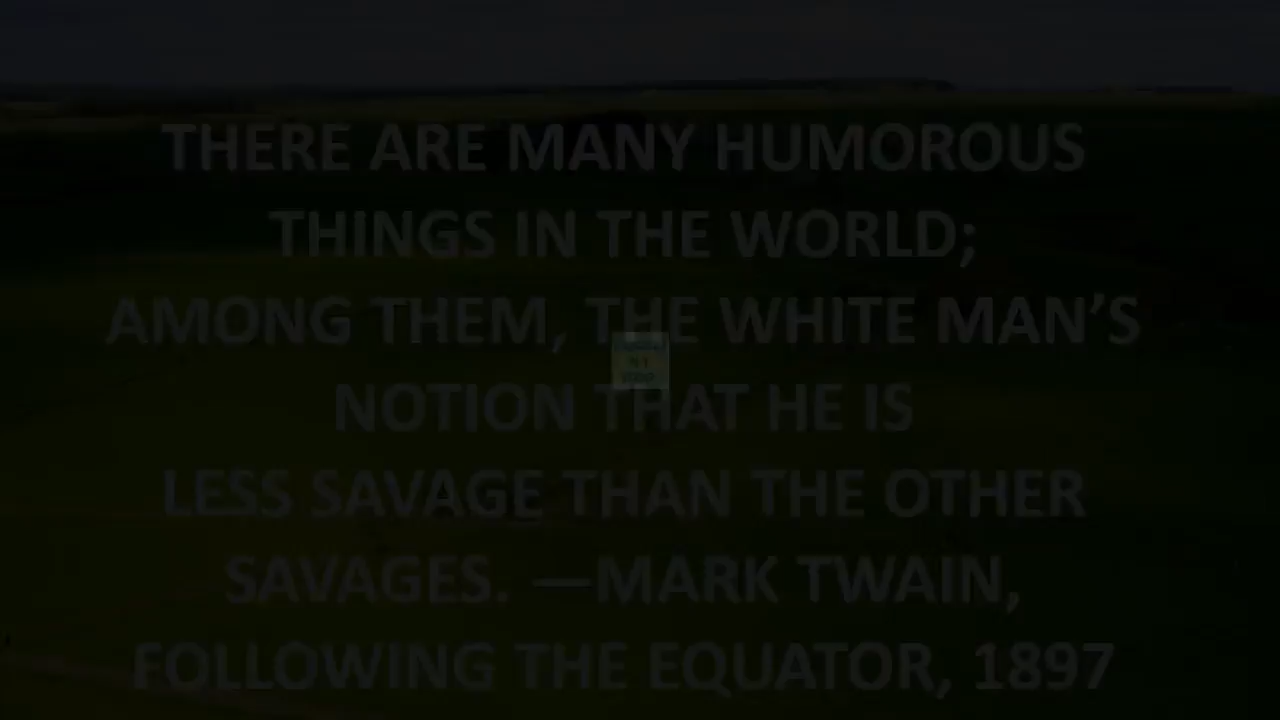 THERE ARE MANY HUMOROUS
THINGS IN THE WORLD;
AMONG THEM, THE WHITE MAN’S
NOTION THAT HE IS
LESS SAVAGE THAN THE OTHER
SAVAGES. —MARK TWAIN,
FOLLOWING THE EQUATOR, 1897